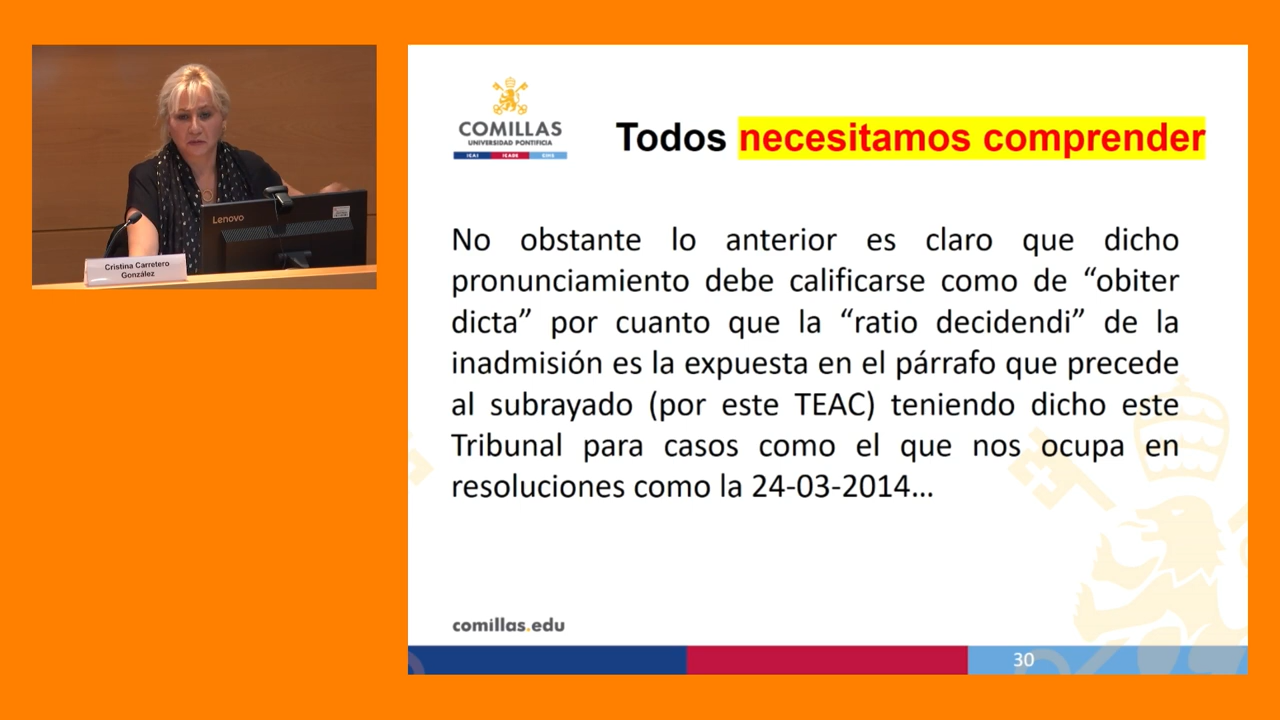 Lenovo
Cristina Carretero
González
COMILLAS
UNIVERSIDAD PONTIFICIA
ICAI ICADE CIHS
Todos necesitamos comprender
No obstante lo anterior es claro que dicho
pronunciamiento debe calificarse como de “obiter
dicta” por cuanto que la “ratio decidendi” de la
inadmisión es la expuesta en el párrafo que precede
al subrayado (por este TEAC) teniendo dicho este
Tribunal para casos como el que nos ocupa en
resoluciones como la 24-03-2014…
comillas.edu
30